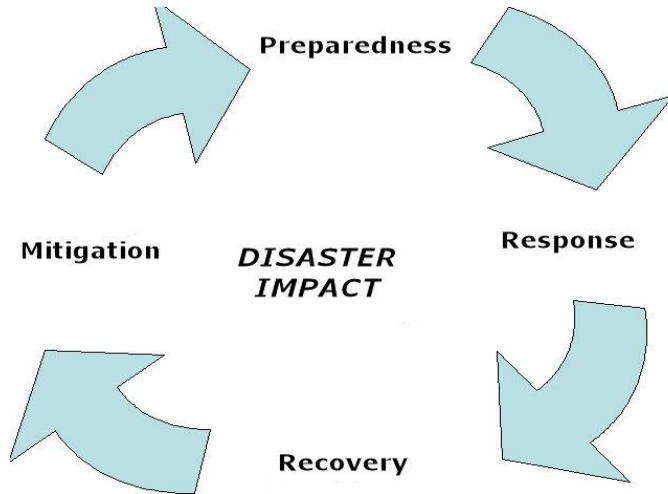 Preparedness
Mitigation
DISASTER
IMPACT
Response
Recovery